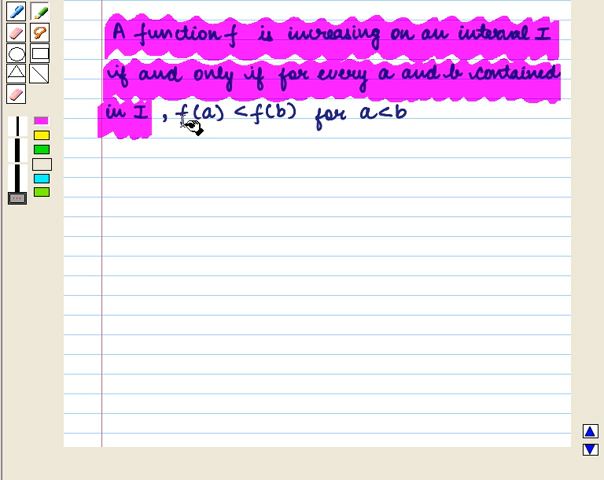 A function f is increasing on an interval I
if and only if for every a and b contained
in I , f(a) < f(b) for a < b